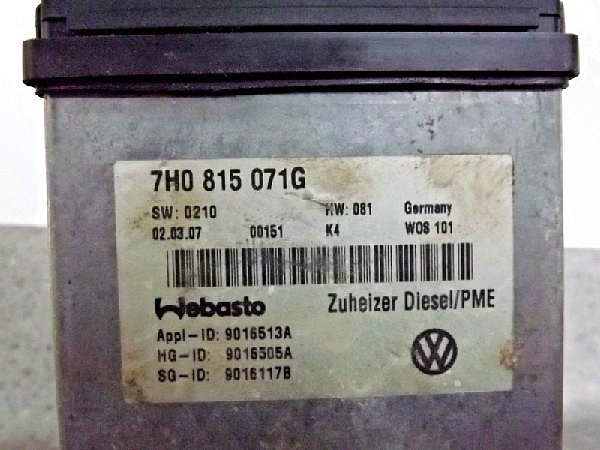 7H0 815 071G
SW: 0210 HW: 081 Germany
02.03.07 00151 K4 WOS 101
Webasto Zuheizer Diesel/PME
Appl-ID: 9016513A
HG-ID: 9016305A
SG-ID: 9016117B